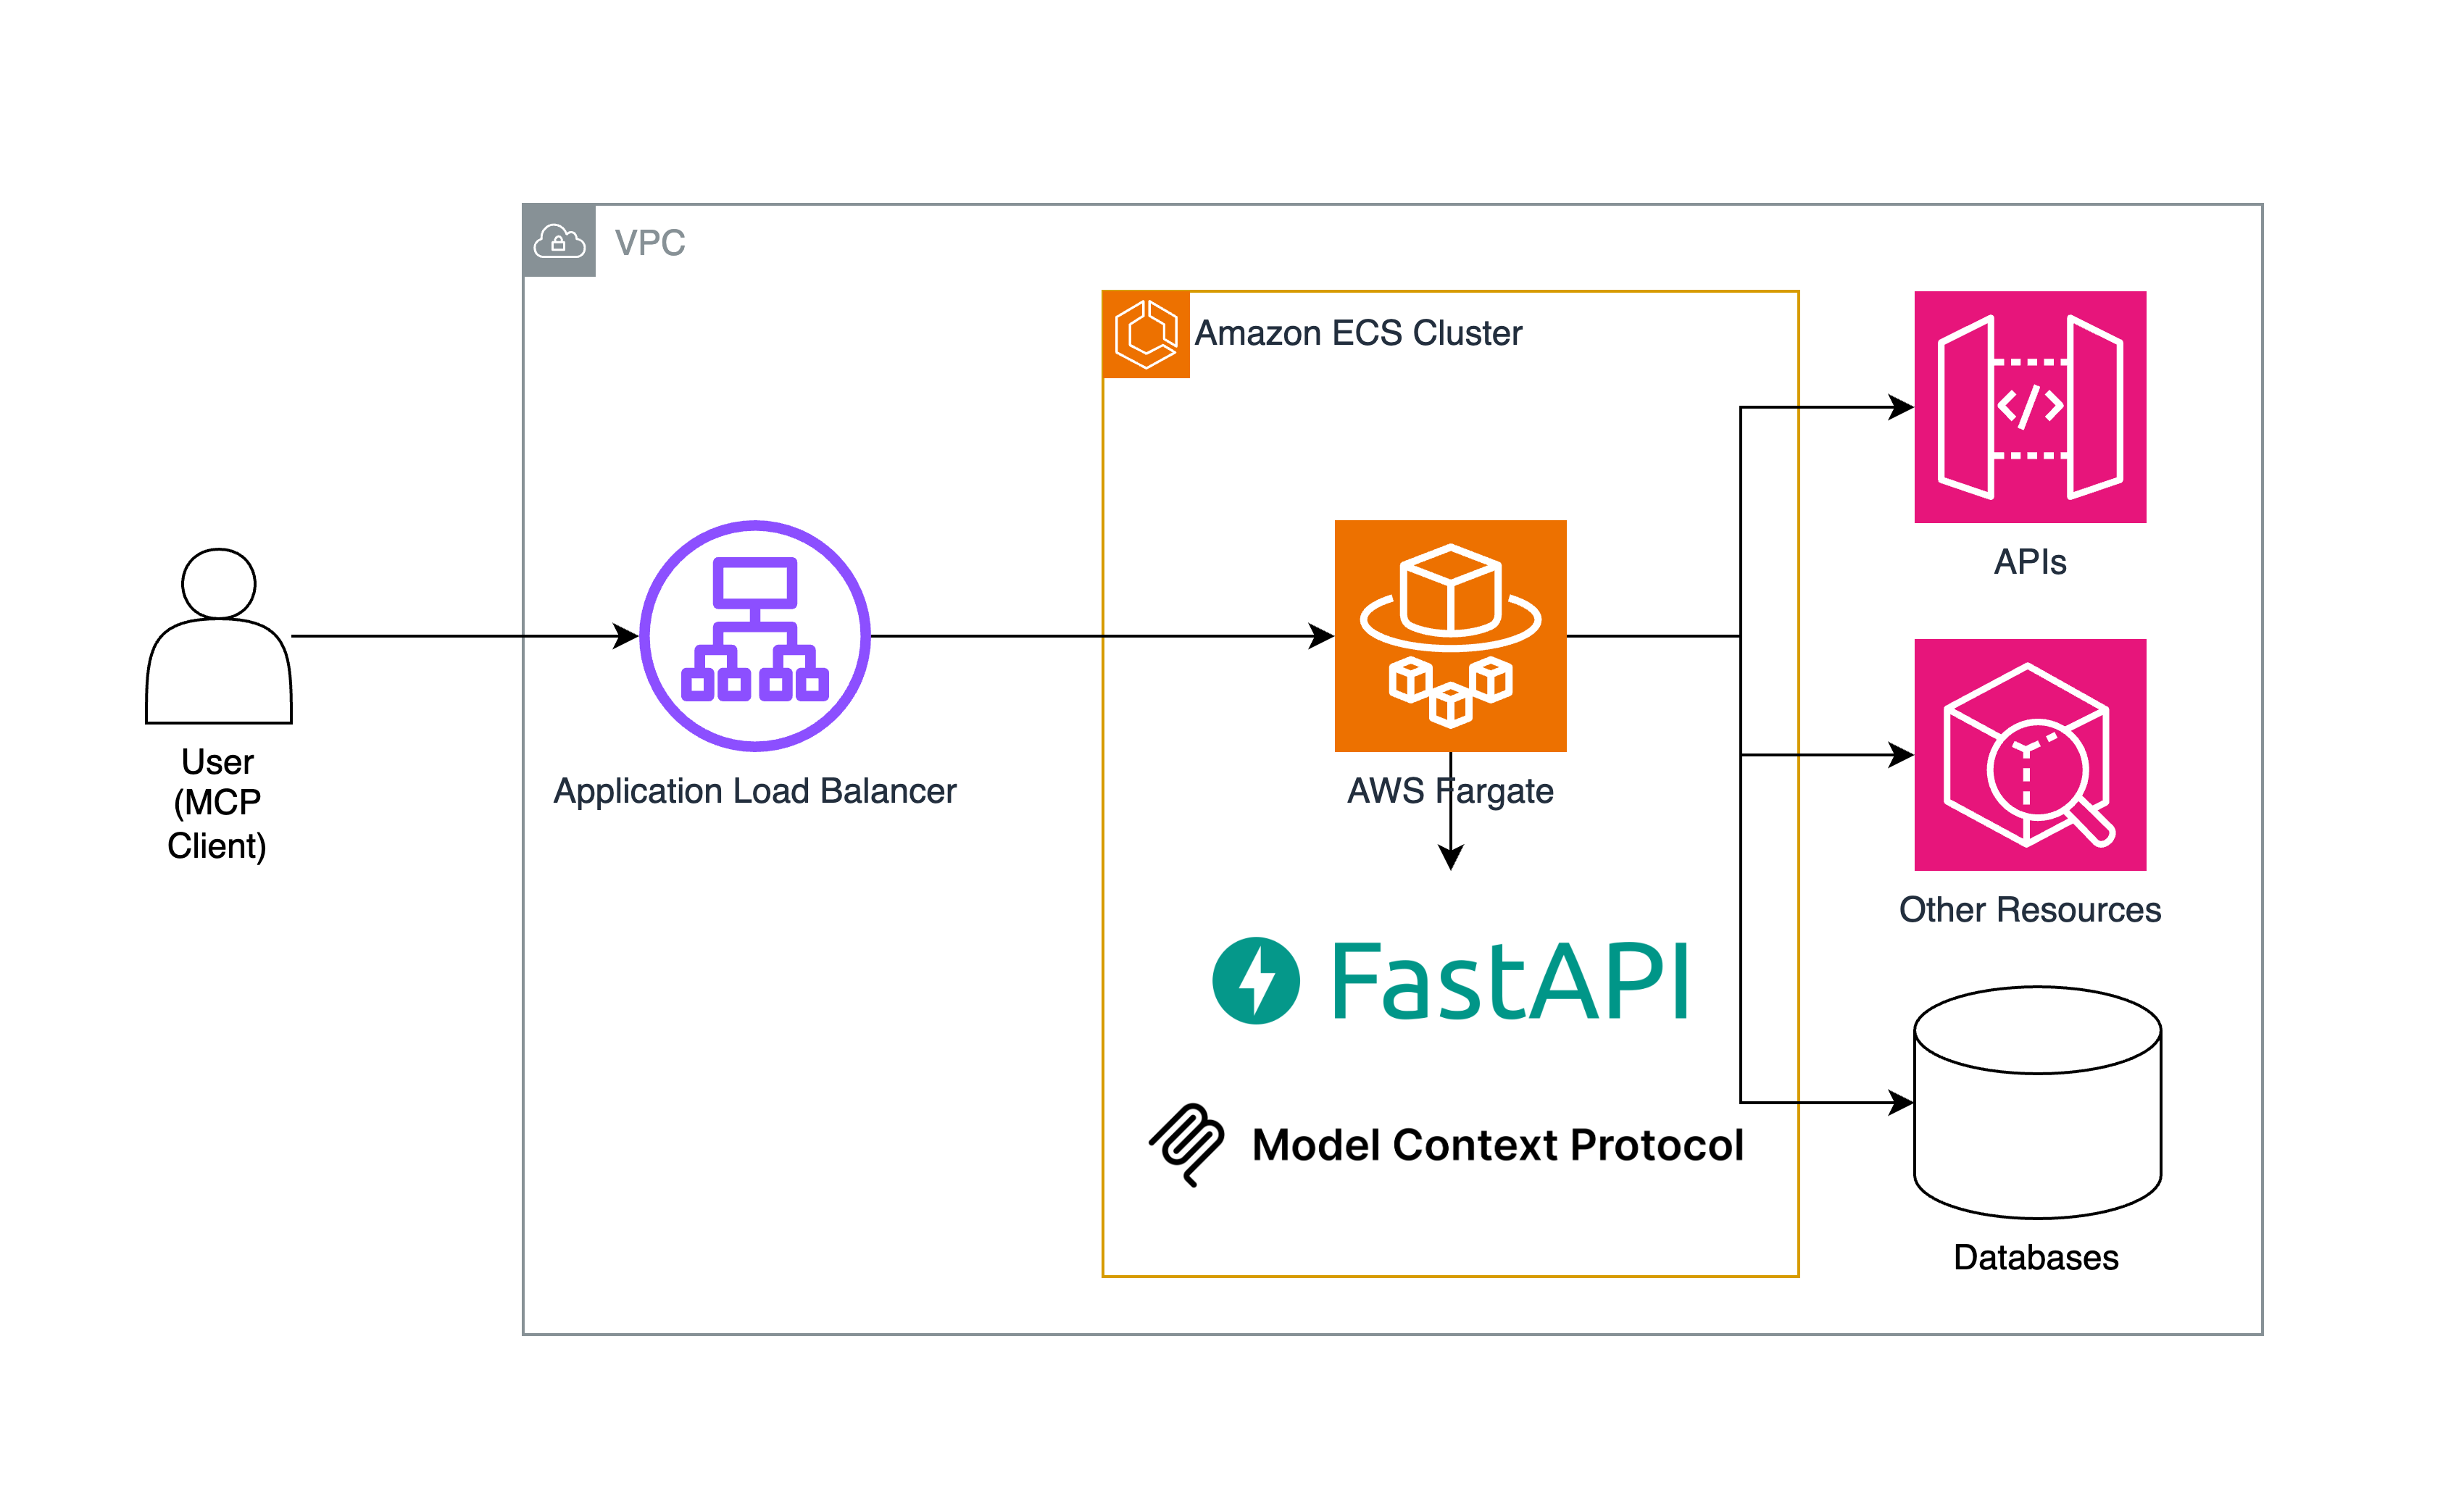 VPC
Amazon ECS Cluster
APIs
User
(MCP
Client)
Application Load Balancer
AWS Fargate
Other Resources
FastAPI
Model Context Protocol
Databases